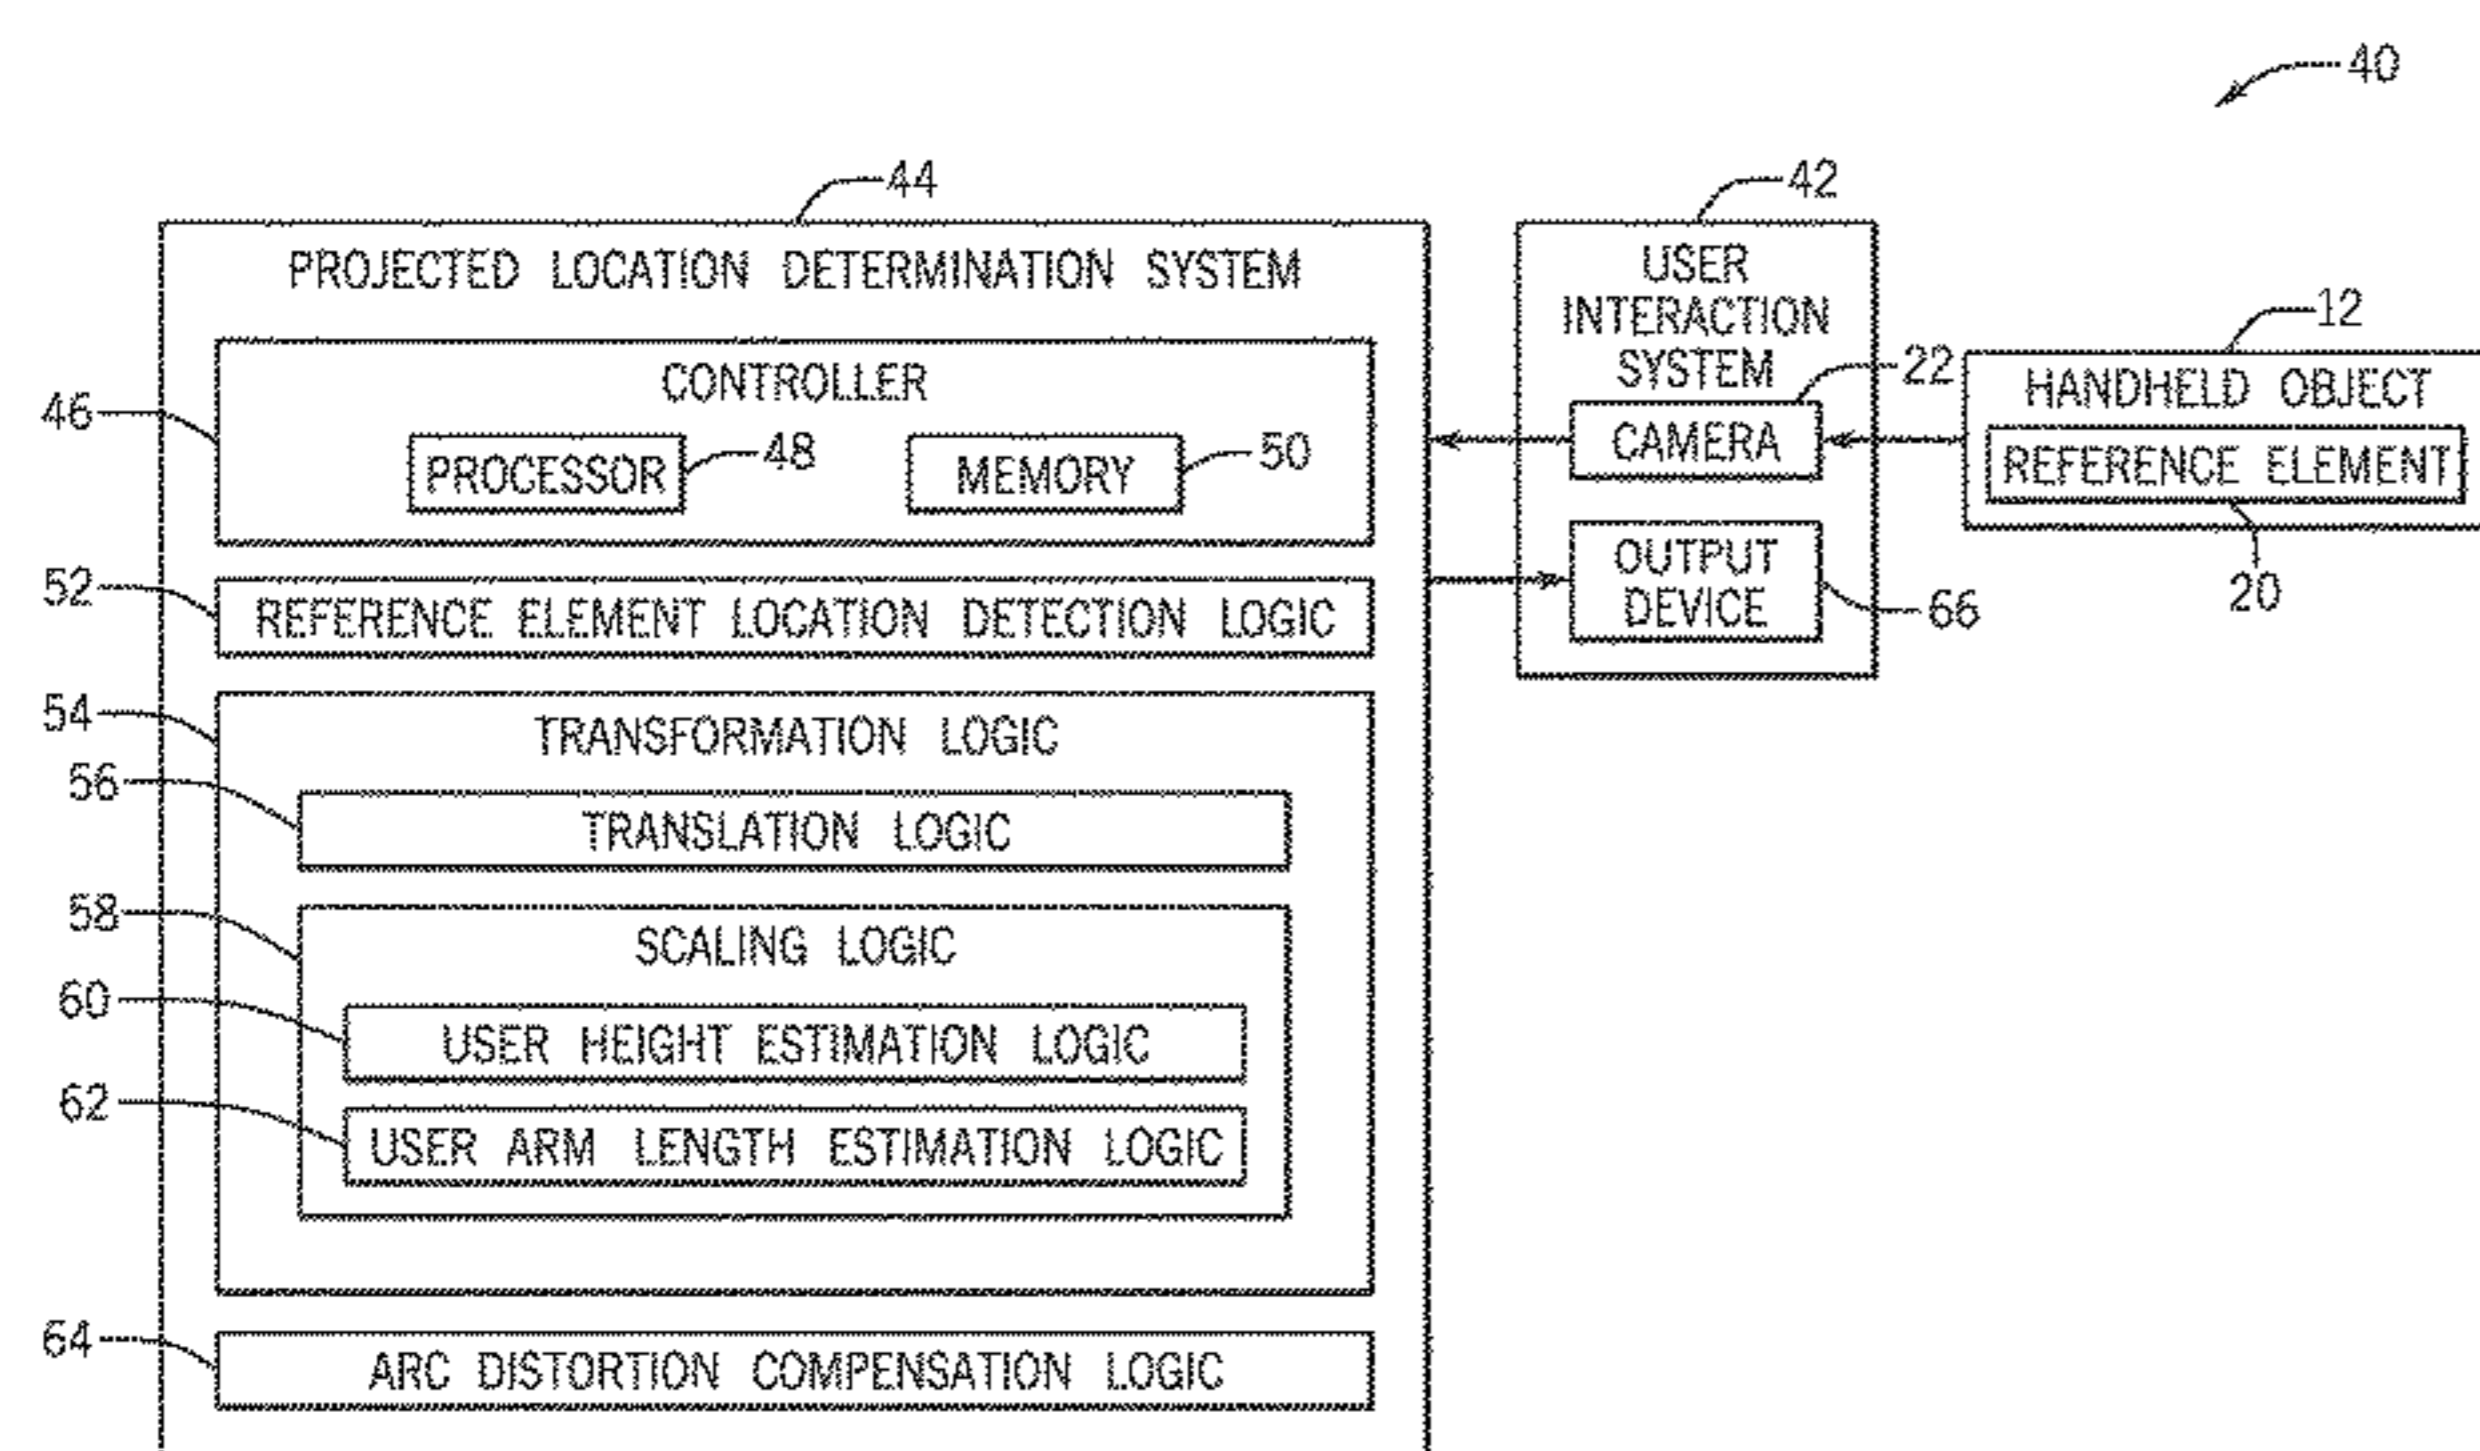 40
44
PROJECTED LOCATION DETERMINATION SYSTEM
46
CONTROLLER
PROCESSOR
48
MEMORY
50
52
REFERENCE ELEMENT LOCATION DETECTION LOGIC
54
TRANSFORMATION LOGIC
56
TRANSLATION LOGIC
58
SCALING LOGIC
60
USER HEIGHT ESTIMATION LOGIC
62
USER ARM LENGTH ESTIMATION LOGIC
64
ARC DISTORTION COMPENSATION LOGIC
42
USER
INTERACTION
SYSTEM
22
CAMERA
OUTPUT
DEVICE
66
12
HANDHELD OBJECT
REFERENCE ELEMENT
20